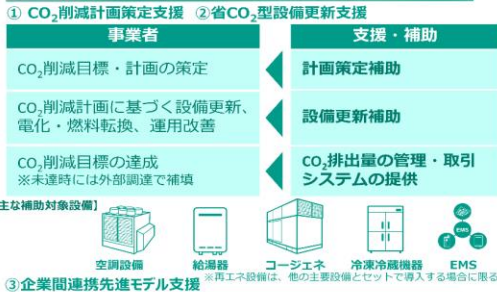 ① CO₂削減計画策定支援 ②省CO₂型設備更新支援
事業者
支援・補助
CO₂削減目標・計画の策定
計画策定補助
CO₂削減計画に基づく設備更新、
電化・燃料転換、運用改善
設備更新補助
CO₂削減目標の達成
※未達時には外部調達で補填
CO₂排出量の管理・取引
システムの提供
主な補助対象設備】
EMS
空調設備
給湯器
コージェネ
冷凍冷蔵機器
EMS
※再エネ設備は、他の主要設備とセットで導入する場合に限る
③企業間連携先進モデル支援